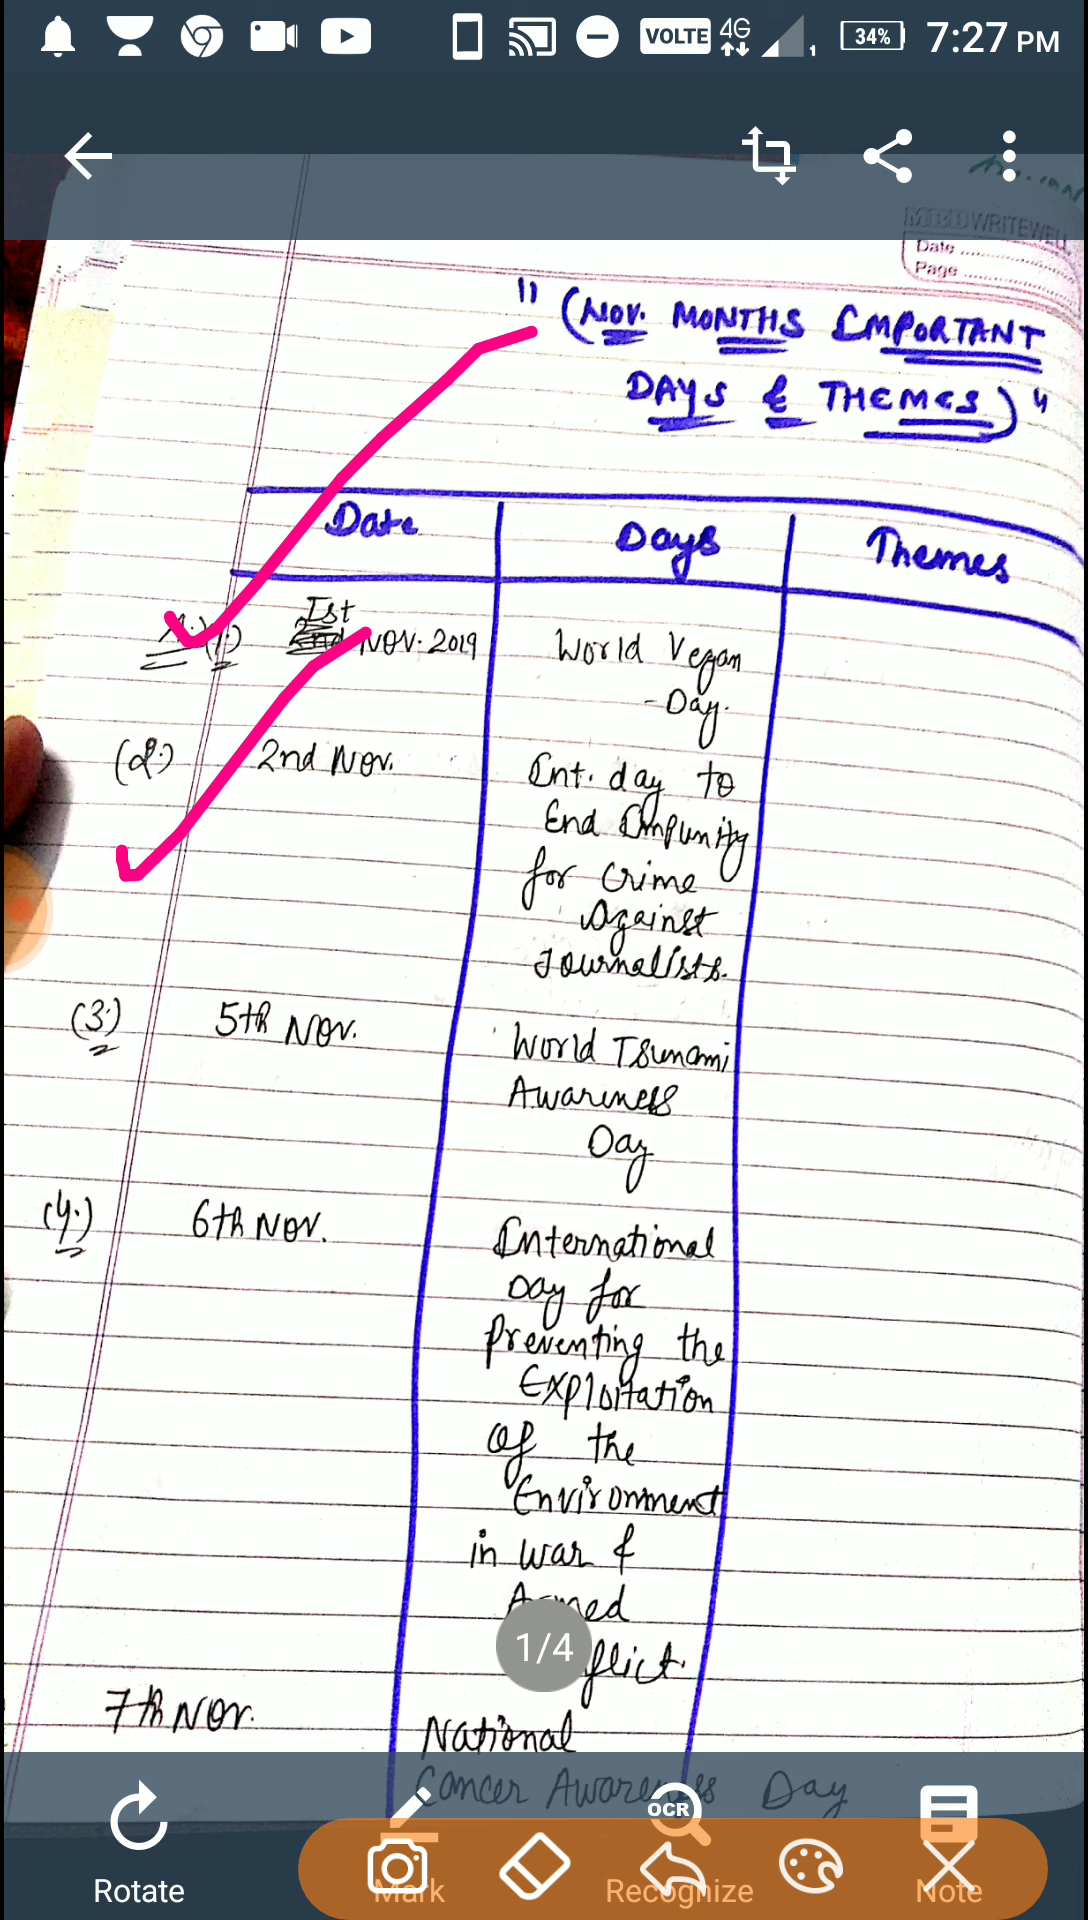 VOLTE 4G 1 34% 7:27 PM
WRITEWELL
Date
Page
" (NOV. MONTHS IMPORTANT
DAYS & THEMES) "
Date Days Themes
(1.) Ist NOV. 2019 World Vegan
-Day.
(2.) 2nd Nov. Int. day to
End Impunity
for Crime
Against
Journalists.
(3.) 5th Nov. World Tsunami
Awareness
Day
(4.) 6th Nov. International
Day for
Preventing the
Exploitation
of the
Environment
in war &
Armed
1/4 flict.
7th Nov. National
Cancer Awareness Day
OCR
Rotate Mark Recognize Note